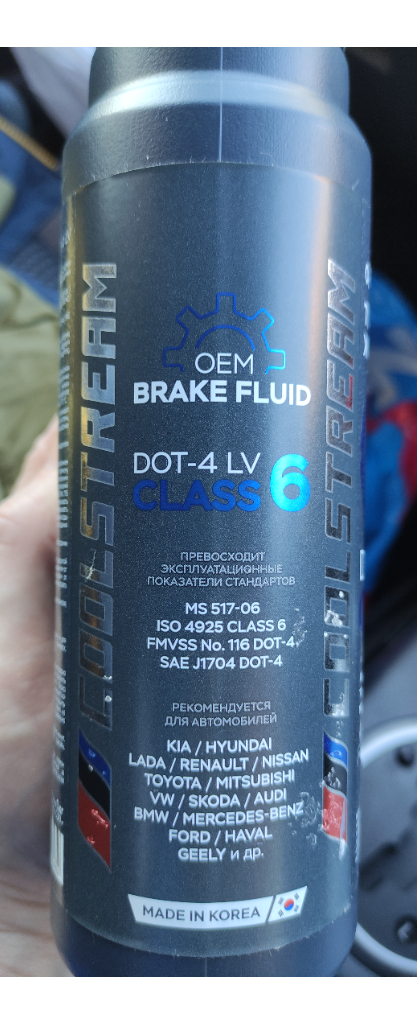 COOLSTREAM
OEM
BRAKE FLUID
DOT-4 LV
CLASS 6
ПРЕВОСХОДИТ
ЭКСПЛУАТАЦИОННЫЕ
ПОКАЗАТЕЛИ СТАНДАРТОВ
MS 517-06
ISO 4925 CLASS 6
FMVSS No. 116 DOT-4
SAE J1704 DOT-4
РЕКОМЕНДУЕТСЯ
ДЛЯ АВТОМОБИЛЕЙ
KIA / HYUNDAI
LADA / RENAULT / NISSAN
TOYOTA / MITSUBISHI
VW / SKODA / AUDI
BMW / MERCEDES-BENZ
FORD / HAVAL
GEELY и др.
MADE IN KOREA
COOLSTREAM